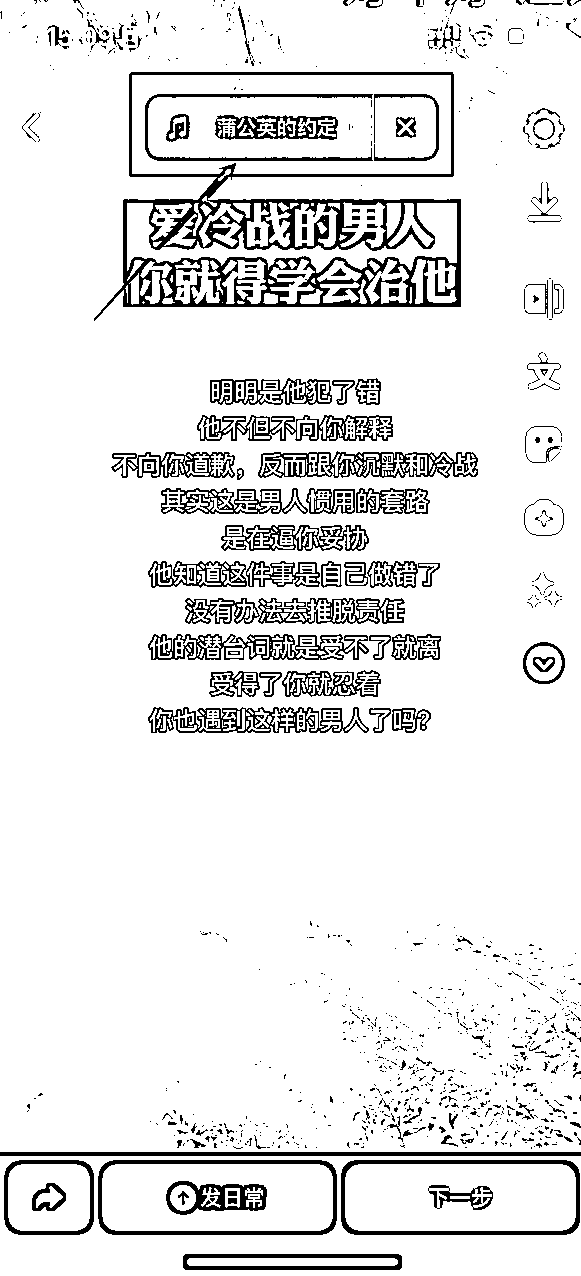 蒲公英的约定
爱冷战的男人
你就得学会治他
明明是他犯了错
他不但不向你解释
不向你道歉，反而跟你沉默和冷战
其实这是男人惯用的套路
是在逼你妥协
他知道这件事是自己做错了
没有办法去推脱责任
他的潜台词就是受不了就离
受得了你就忍着
你也遇到这样的男人了吗？
文
发日常
下一步